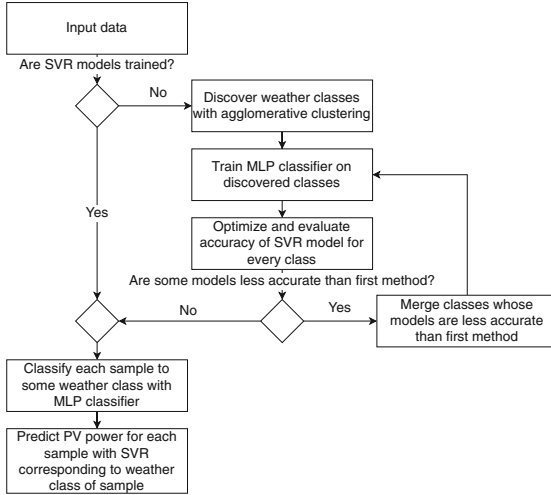 Input data
Are SVR models trained?
No
Discover weather classes
with agglomerative clustering
Train MLP classifier on
discovered classes
Yes
Optimize and evaluate
accuracy of SVR model for
every class
Are some models less accurate than first method?
No
Yes
Merge classes whose
models are less accurate
than first method
Classify each sample to
some weather class with
MLP classifier
Predict PV power for each
sample with SVR
corresponding to weather
class of sample